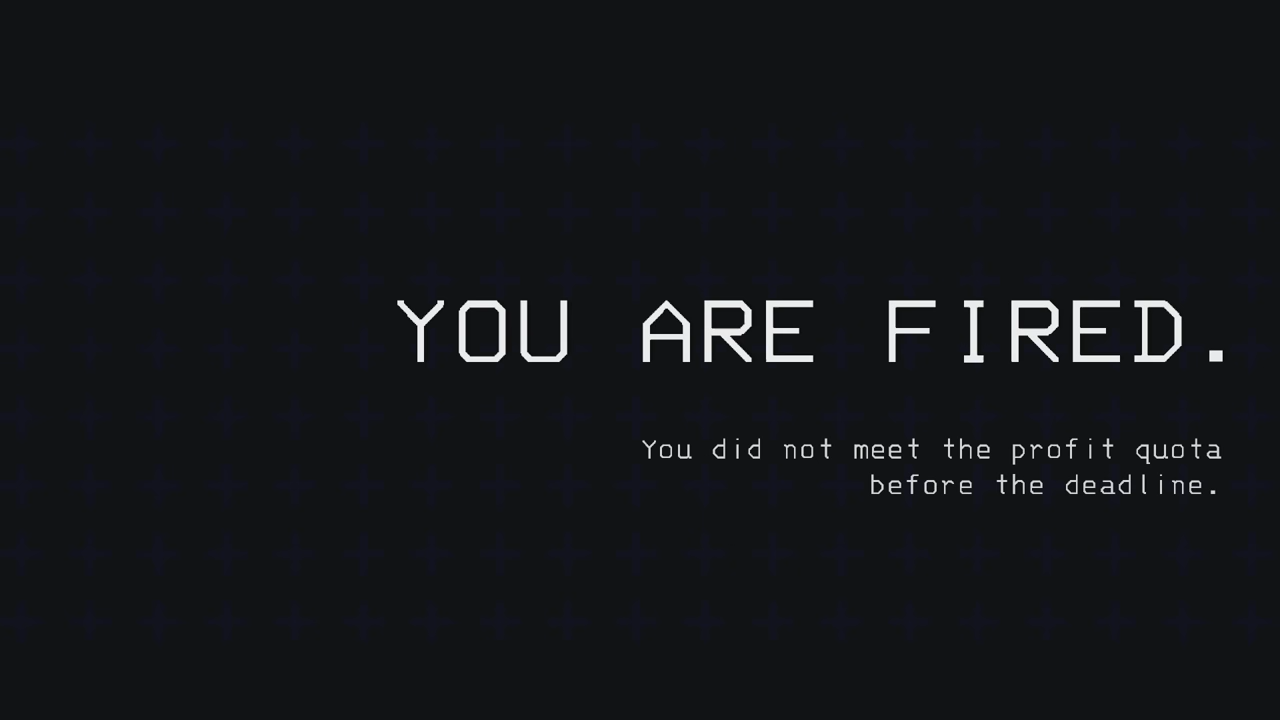 YOU ARE FIRED.
You did not meet the profit quota
before the deadline.